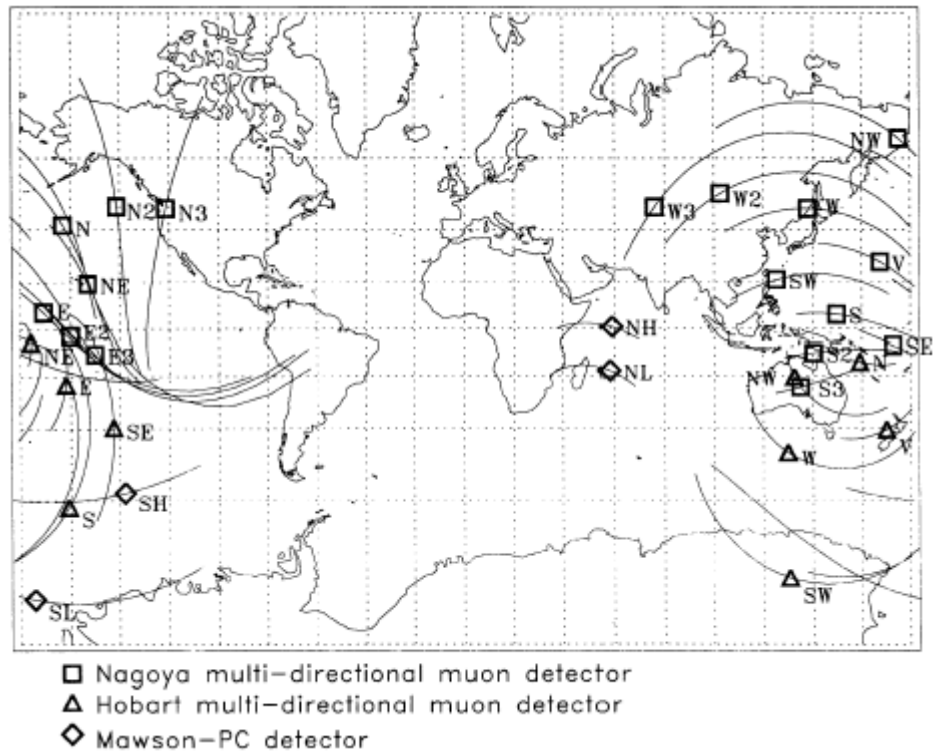 NW
N2
N3
W3
W2
W
N
NE
V
SW
E
S
E2
NH
SE
NE
E3
S2
N
E
NL
NW
S3
SE
V
W
SH
S
SL
SW
Nagoya multi-directional muon detector
Hobart multi-directional muon detector
Mawson-PC detector